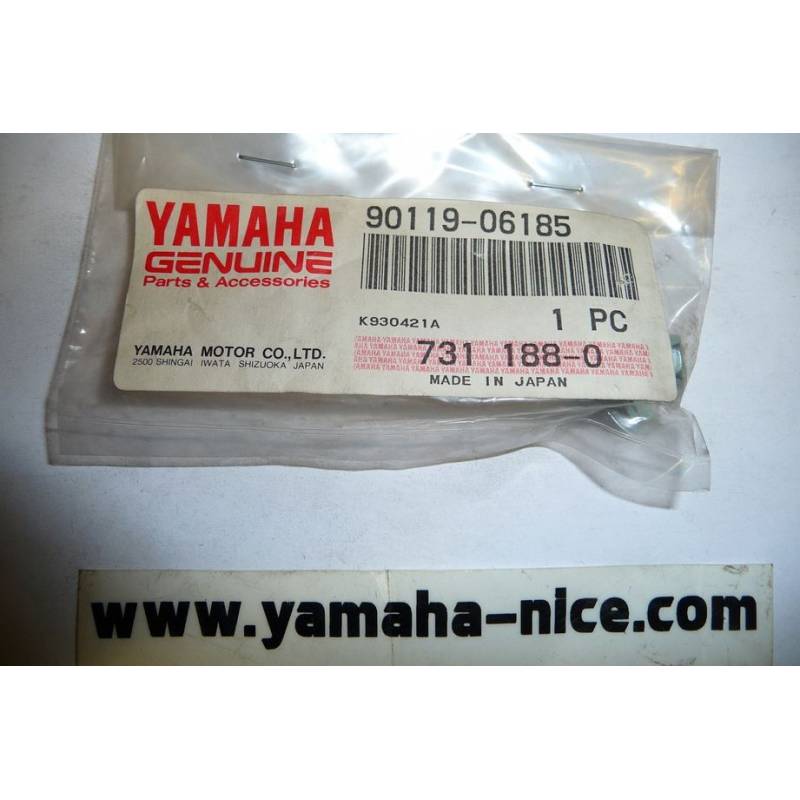 YAMAHA
GENUINE
Parts & Accessories
90119-06185
K930421A
1 PC
YAMAHA MOTOR CO.,LTD.
2500 SHINGAI IWATA SHIZUOKA JAPAN
731 188-0
MADE IN JAPAN
www.yamaha-nice.com